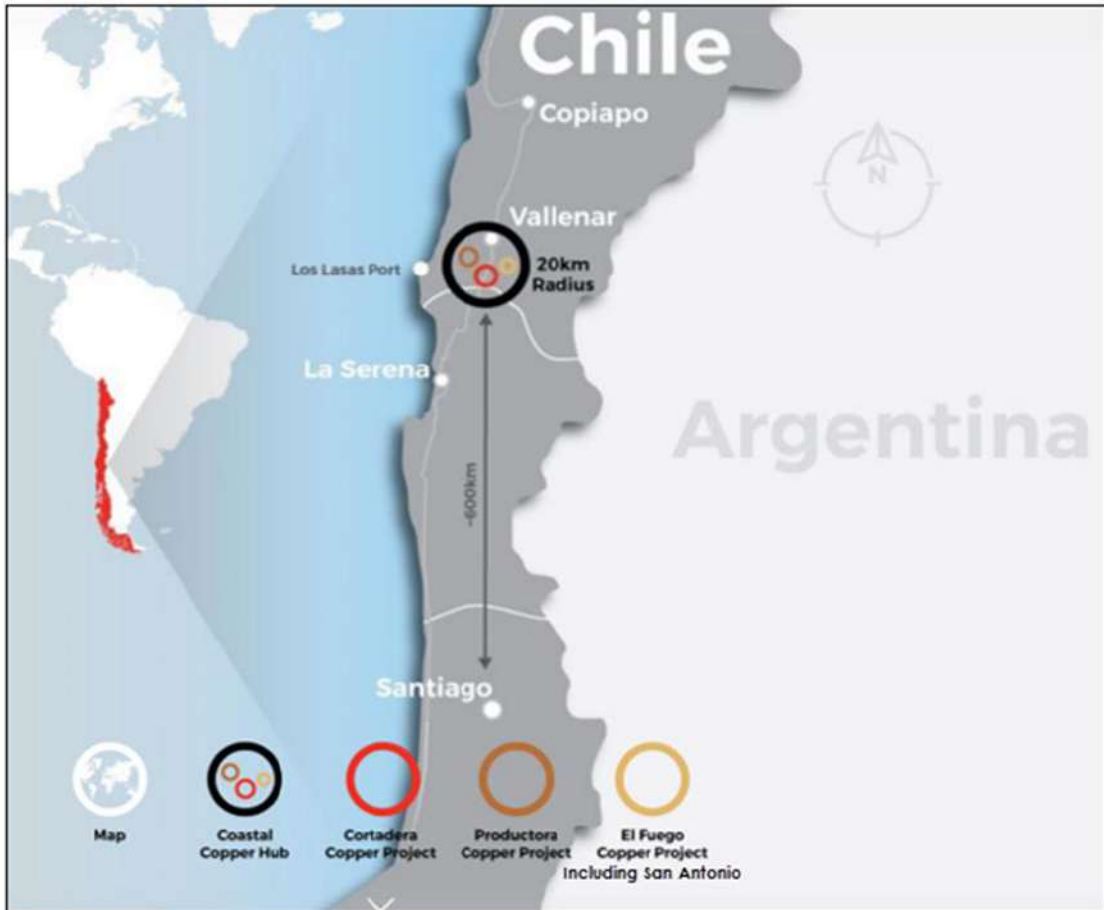 Chile
Copiapo
N
Vallenar
Los Lasas Port
20km
Radius
La Serena
Argentina
~600km
Santiago
Map
Coastal
Copper Hub
Cortadera
Copper Project
Productora
Copper Project
El Fuego
Copper Project
Including San Antonio